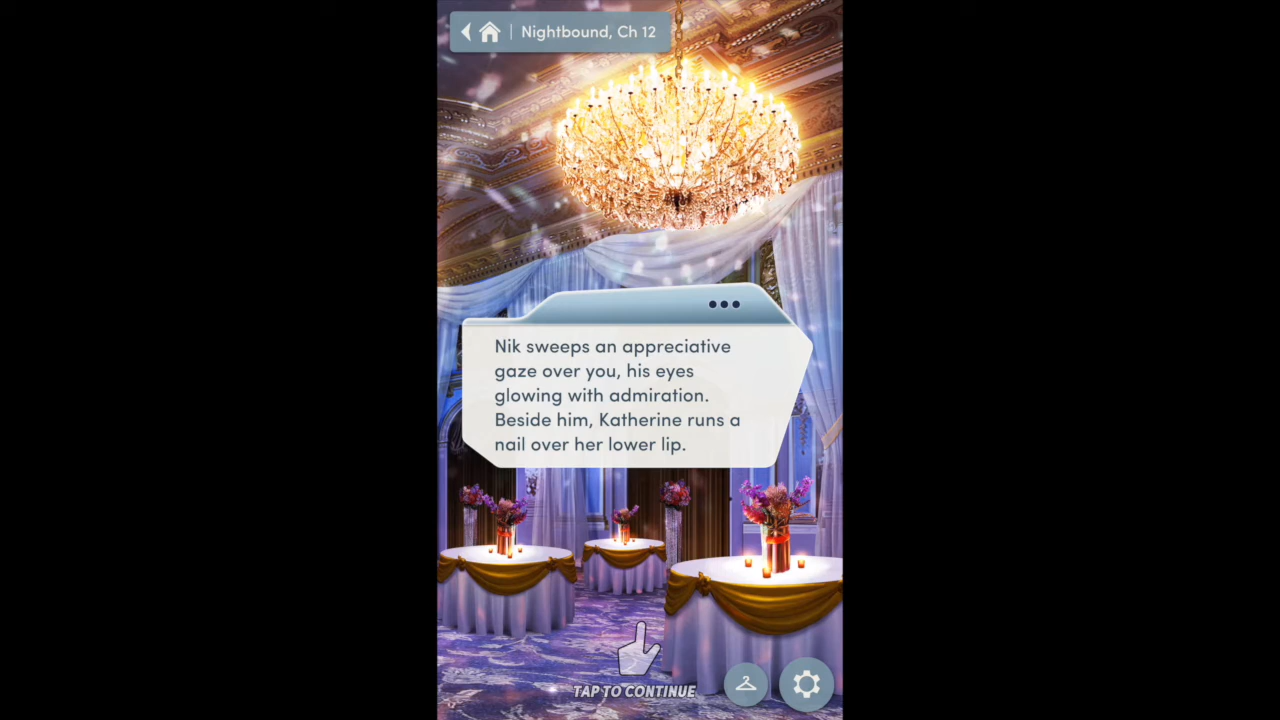 Nightbound, Ch 12
Nik sweeps an appreciative
gaze over you, his eyes
glowing with admiration.
Beside him, Katherine runs a
nail over her lower lip.
TAP TO CONTINUE